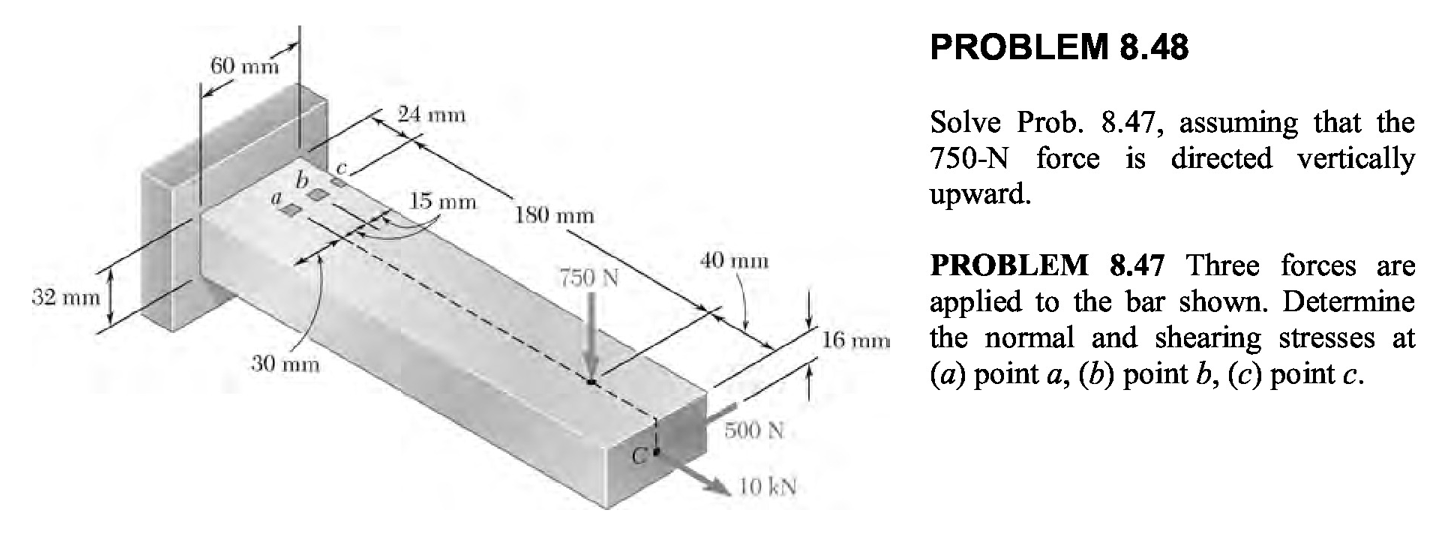 60 mm
24 mm
c
b
a
15 mm
180 mm
40 mm
750 N
32 mm
16 mm
30 mm
500 N
C
10 kN
PROBLEM 8.48
Solve Prob. 8.47, assuming that the
750-N force is directed vertically
upward.
PROBLEM 8.47 Three forces are
applied to the bar shown. Determine
the normal and shearing stresses at
(a) point a, (b) point b, (c) point c.